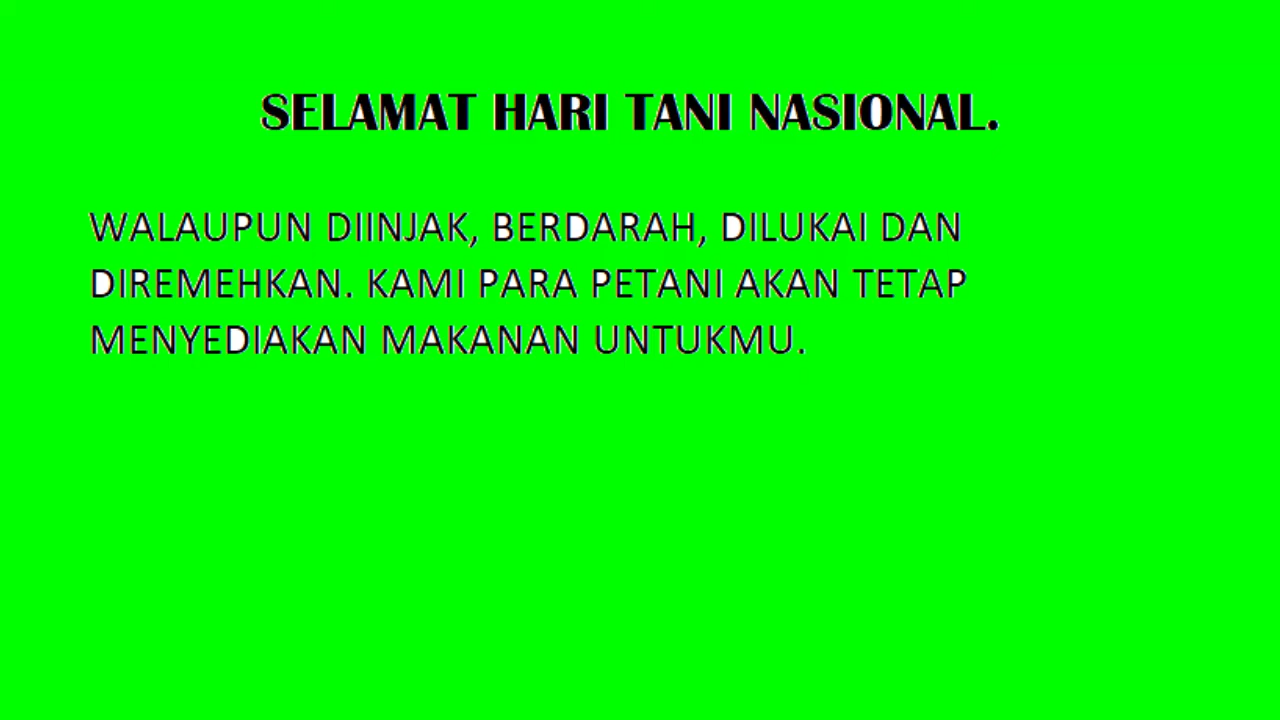 SELAMAT HARI TANI NASIONAL.
WALAUPUN DIINJAK, BERDARAH, DILUKAI DAN
DIREMEHKAN. KAMI PARA PETANI AKAN TETAP
MENYEDIAKAN MAKANAN UNTUKMU.